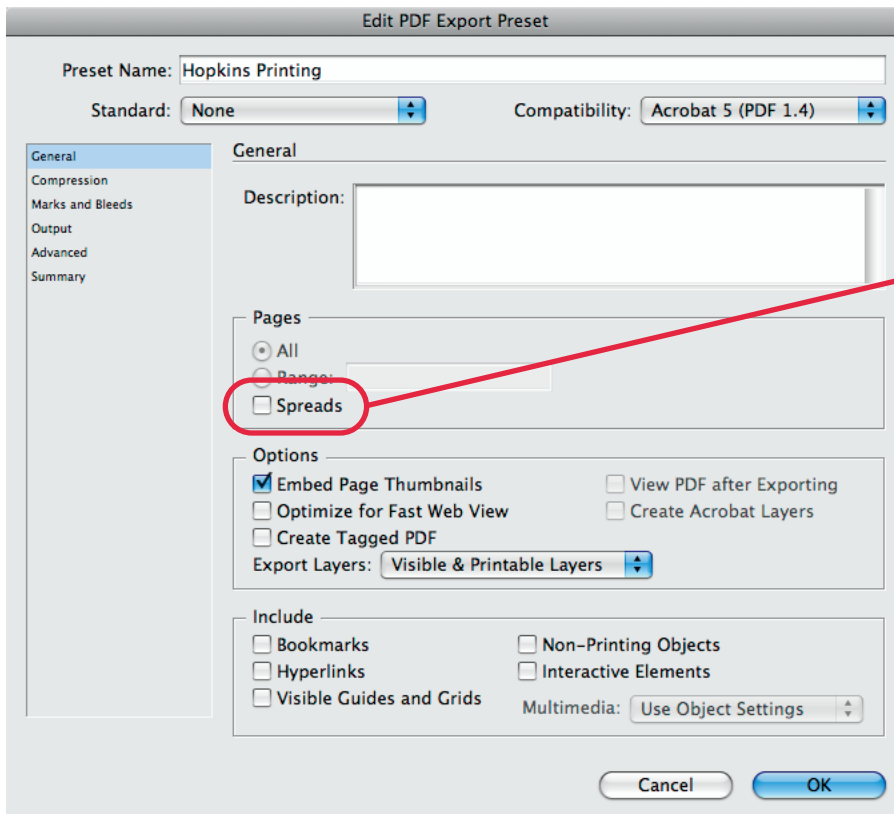 Edit PDF Export Preset
Preset Name: Hopkins Printing
Standard: None Compatibility: Acrobat 5 (PDF 1.4)
General
Compression
Marks and Bleeds
Output
Advanced
Summary
General
Description:
Pages
All
Range:
Spreads
Options
Embed Page Thumbnails View PDF after Exporting
Optimize for Fast Web View Create Acrobat Layers
Create Tagged PDF
Export Layers: Visible & Printable Layers
Include
Bookmarks Non-Printing Objects
Hyperlinks Interactive Elements
Visible Guides and Grids Multimedia: Use Object Settings
Cancel OK